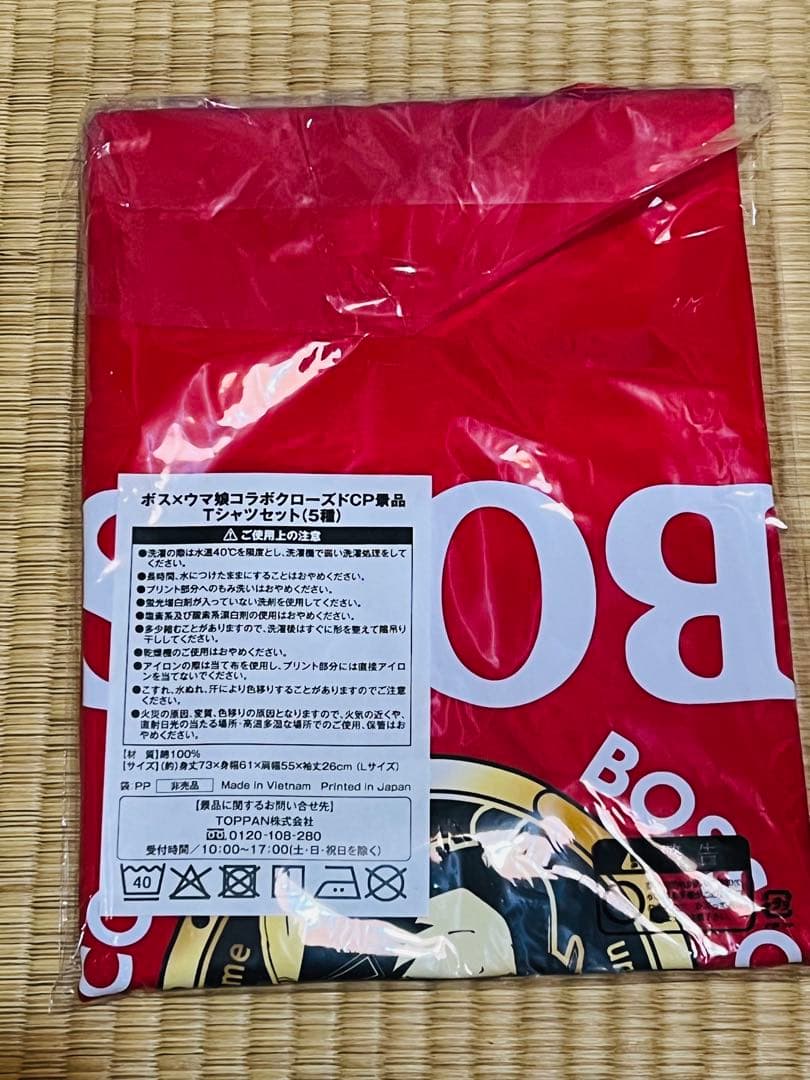 ボス×ウマ娘コラボクローズドCP景品
Tシャツセット(5種)
⚠ご使用上の注意
●洗濯の際は水温40℃を限度とし、洗濯機で弱い洗濯処理をして
ください。
●長時間、水につけたままにすることはおやめください。
●プリント部分へのもみ洗いはおやめください。
●蛍光増白剤が入っていない洗剤を使用してください。
●塩素系及び酸素系漂白剤の使用はおやめください。
●多少縮むことがありますので、洗濯後はすぐに形を整えて陰吊り
干ししてください。
●乾燥機のご使用はおやめください。
●アイロンの際は当て布を使用し、プリント部分には直接アイロ
ンを当てないでください。
●こすれ、水ぬれ、汗により色移りすることがありますのでご注意
ください。
●火災の原因、変質、色移りの原因となりますので、火気の近くや、
直射日光の当たる場所・高温多湿な場所でのご使用、保管はお
やめください。
【材 質】綿100%
【サイズ】(約)身丈73×身幅61×肩幅55×袖丈26cm (Lサイズ)
袋:PP 非売品 Made in Vietnam Printed in Japan
【景品に関するお問い合せ先】
TOPPAN株式会社
0120-108-280
受付時間/10:00~17:00(土・日・祝日を除く)
40
BO
BOS
警告
me
an
CO